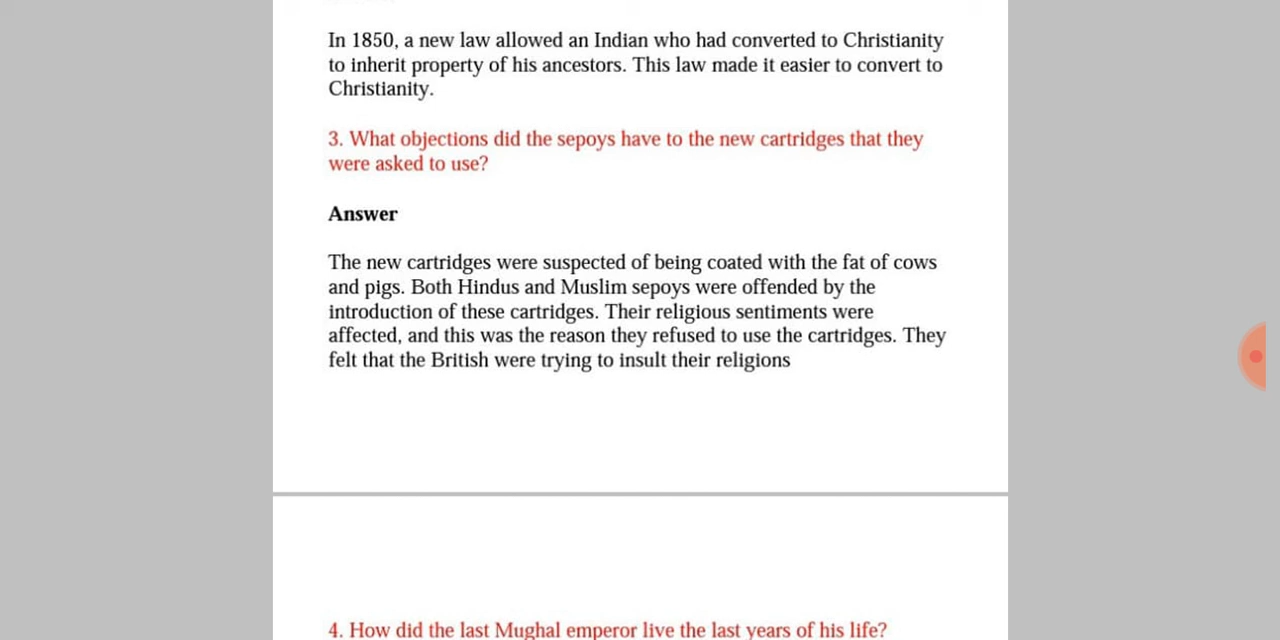 In 1850, a new law allowed an Indian who had converted to Christianity
to inherit property of his ancestors. This law made it easier to convert to
Christianity.
3. What objections did the sepoys have to the new cartridges that they
were asked to use?
Answer
The new cartridges were suspected of being coated with the fat of cows
and pigs. Both Hindus and Muslim sepoys were offended by the
introduction of these cartridges. Their religious sentiments were
affected, and this was the reason they refused to use the cartridges. They
felt that the British were trying to insult their religions
4. How did the last Mughal emperor live the last years of his life?